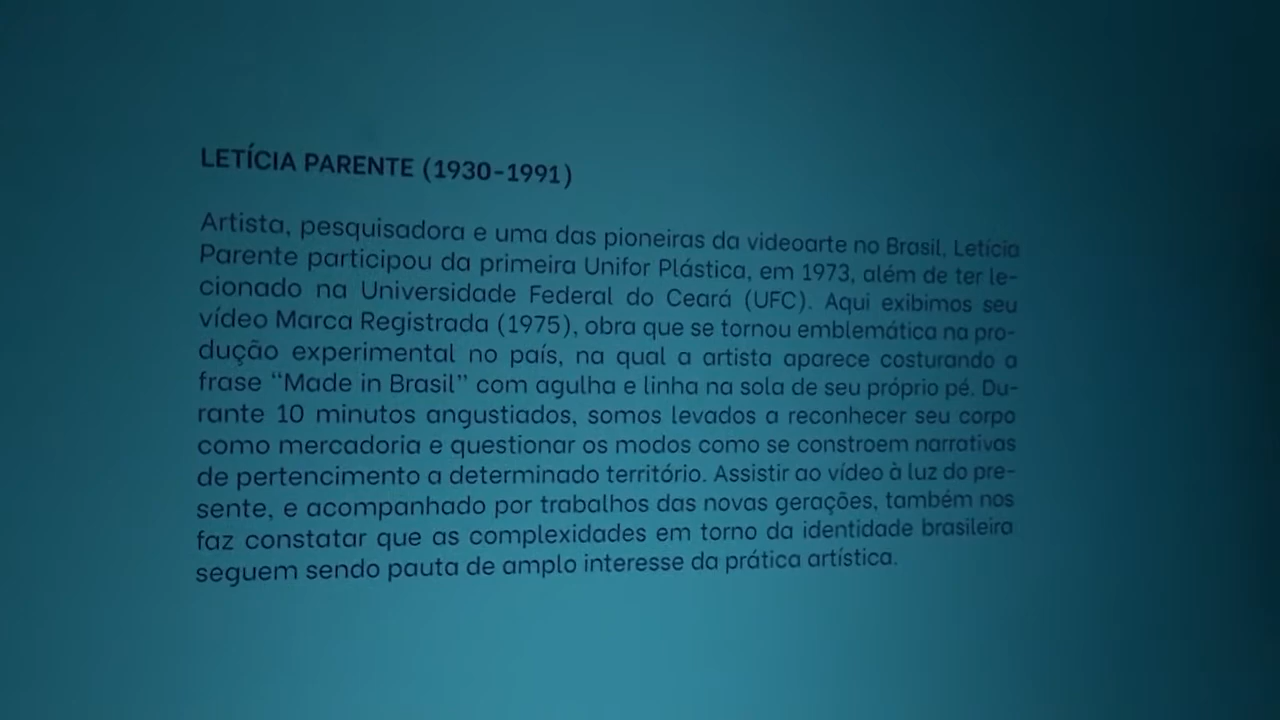 LETÍCIA PARENTE (1930-1991)
Artista, pesquisadora e uma das pioneiras da videoarte no Brasil, Letícia
Parente participou da primeira Unifor Plástica, em 1973, além de ter le-
cionado na Universidade Federal do Ceará (UFC). Aqui exibimos seu
vídeo Marca Registrada (1975), obra que se tornou emblemática na pro-
dução experimental no país, na qual a artista aparece costurando a
frase “Made in Brasil” com agulha e linha na sola de seu próprio pé. Du-
rante 10 minutos angustiados, somos levados a reconhecer seu corpo
como mercadoria e questionar os modos como se constroem narrativas
de pertencimento a determinado território. Assistir ao vídeo à luz do pre-
sente, e acompanhado por trabalhos das novas gerações, também nos
faz constatar que as complexidades em torno da identidade brasileira
seguem sendo pauta de amplo interesse da prática artística.